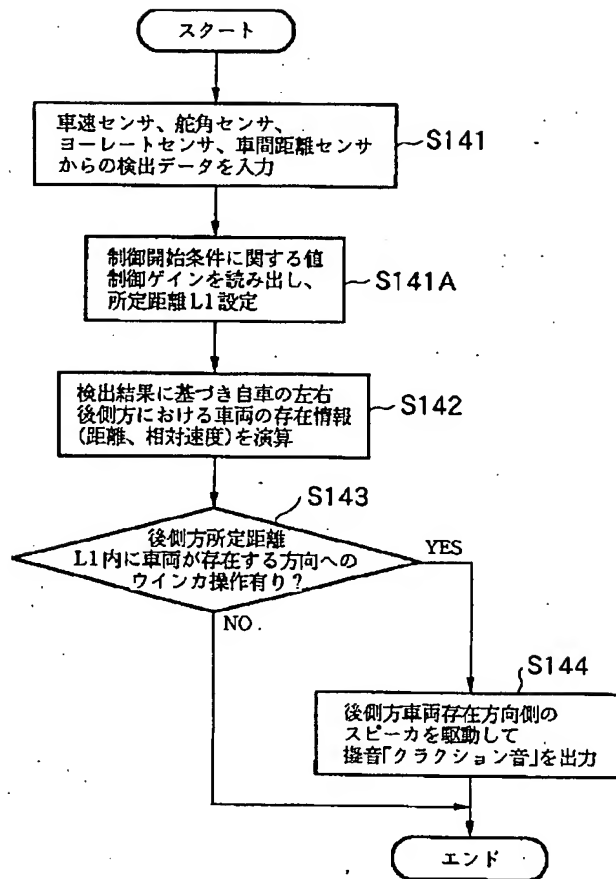 スタート
車速センサ、舵角センサ、
ヨーレートセンサ、車間距離センサ
からの検出データを入力
S141
制御開始条件に関する値
制御ゲインを読み出し、
所定距離L1設定
S141A
検出結果に基づき自車の左右
後側方における車両の存在情報
(距離、相対速度)を演算
S142
S143
後側方所定距離
L1内に車両が存在する方向への
ウインカ操作有り?
YES
NO
S144
後側方車両存在方向側の
スピーカを駆動して
擬音「クラクション音」を出力
エンド